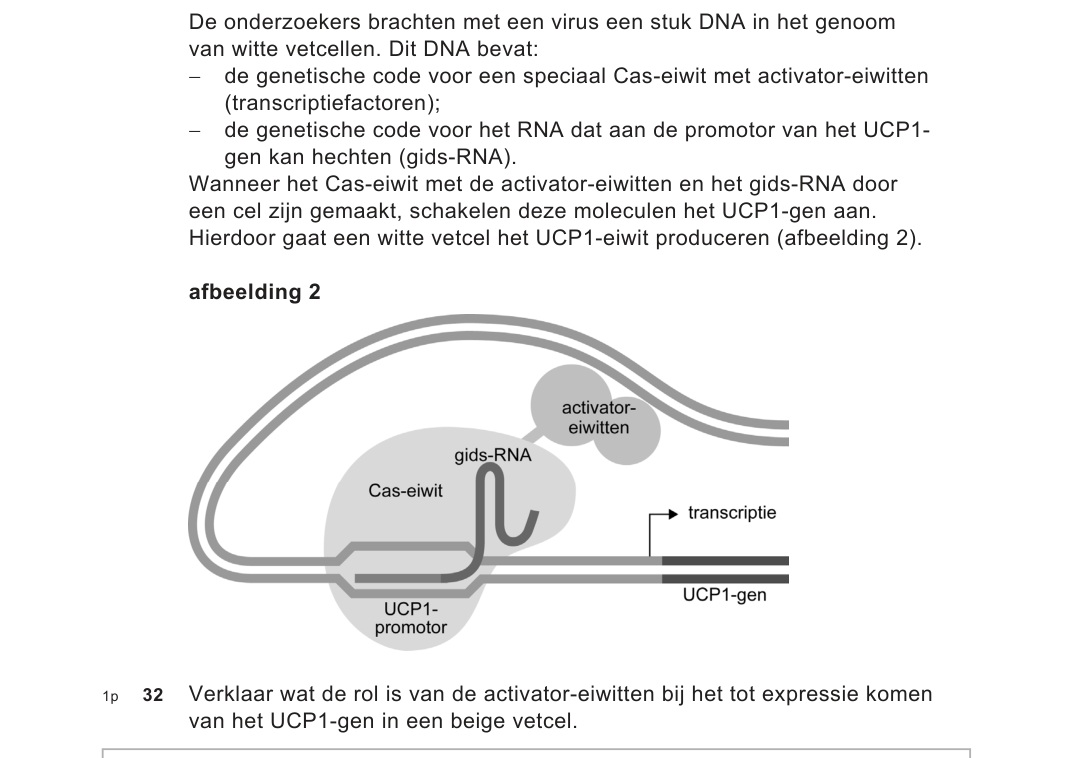 De onderzoekers brachten met een virus een stuk DNA in het genoom
van witte vetcellen. Dit DNA bevat:
– de genetische code voor een speciaal Cas-eiwit met activator-eiwitten
(transcriptiefactoren);
– de genetische code voor het RNA dat aan de promotor van het UCP1-
gen kan hechten (gids-RNA).
Wanneer het Cas-eiwit met de activator-eiwitten en het gids-RNA door
een cel zijn gemaakt, schakelen deze moleculen het UCP1-gen aan.
Hierdoor gaat een witte vetcel het UCP1-eiwit produceren (afbeelding 2).
afbeelding 2
activator-
eiwitten
gids-RNA
Cas-eiwit
transcriptie
UCP1-gen
UCP1-
promotor
1p 32 Verklaar wat de rol is van de activator-eiwitten bij het tot expressie komen
van het UCP1-gen in een beige vetcel.